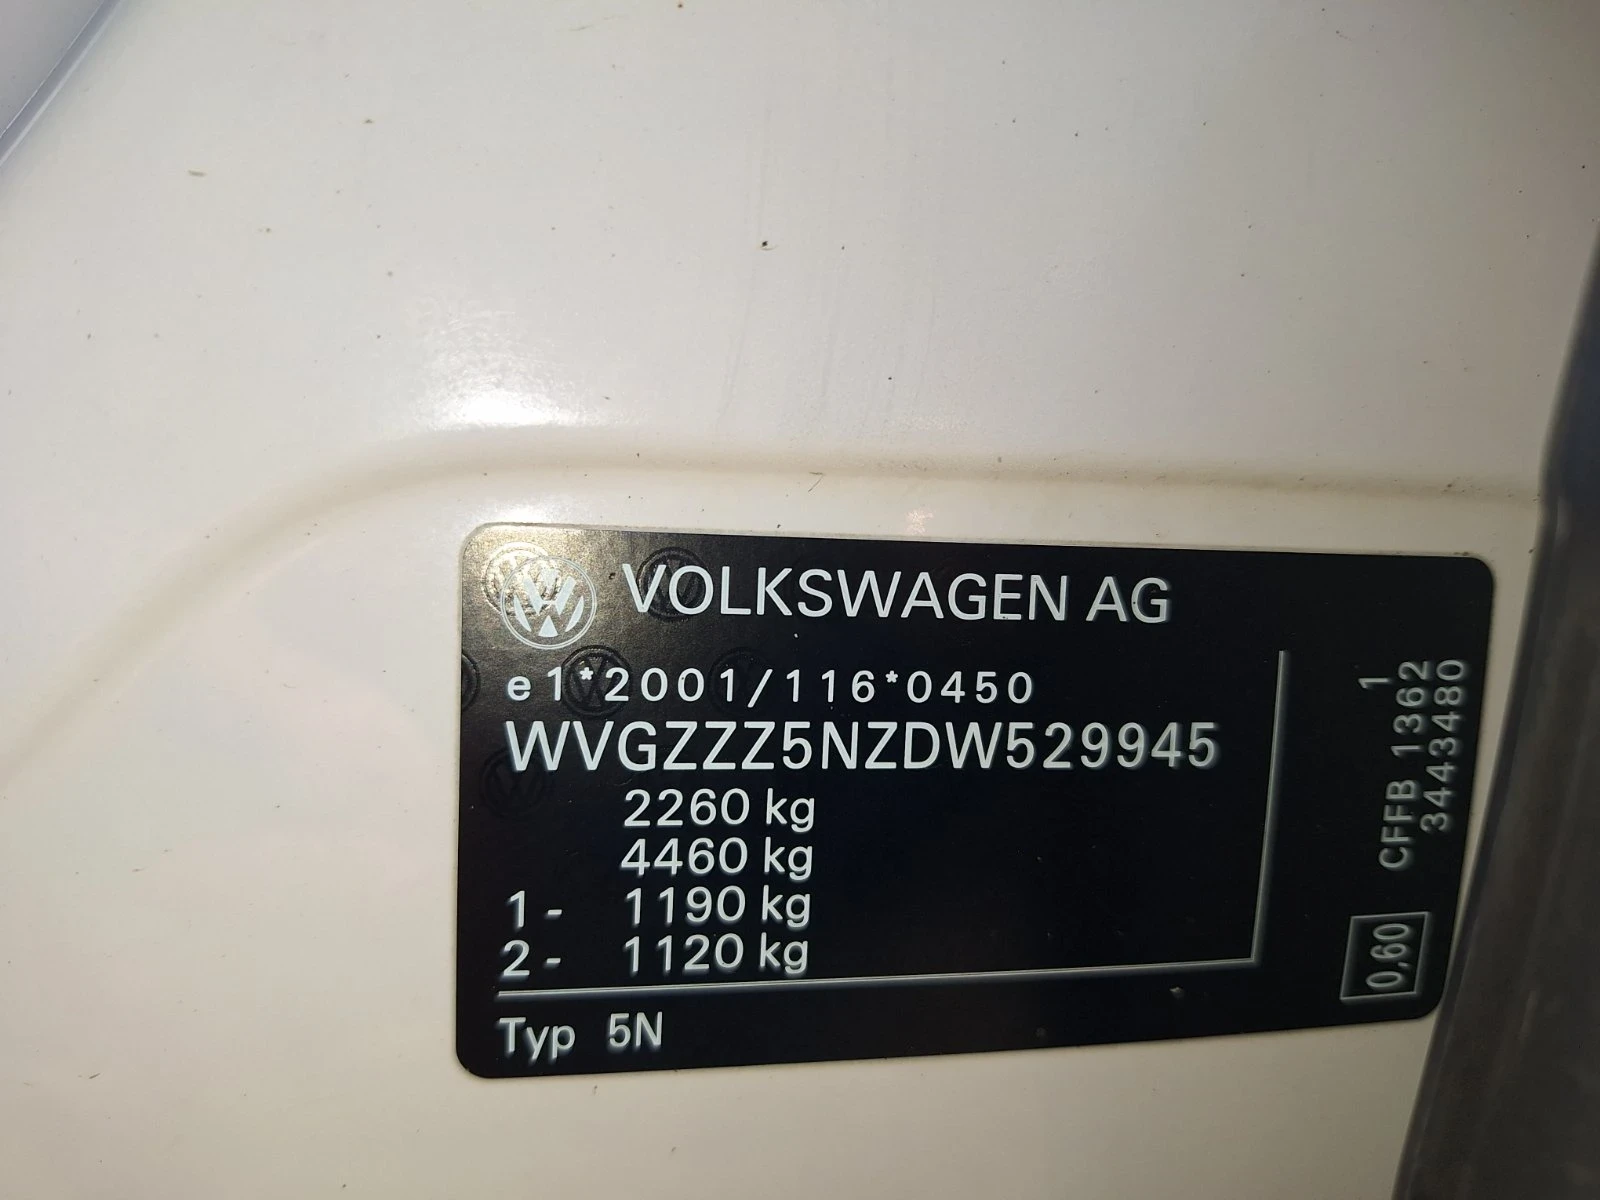 VOLKSWAGEN AG
e1*2001/116*0450
WVGZZZ5NZDW529945
2260 kg
4460 kg
1 - 1190 kg
2 - 1120 kg
Typ 5N
1
CFFB 1362
3443480
0,60